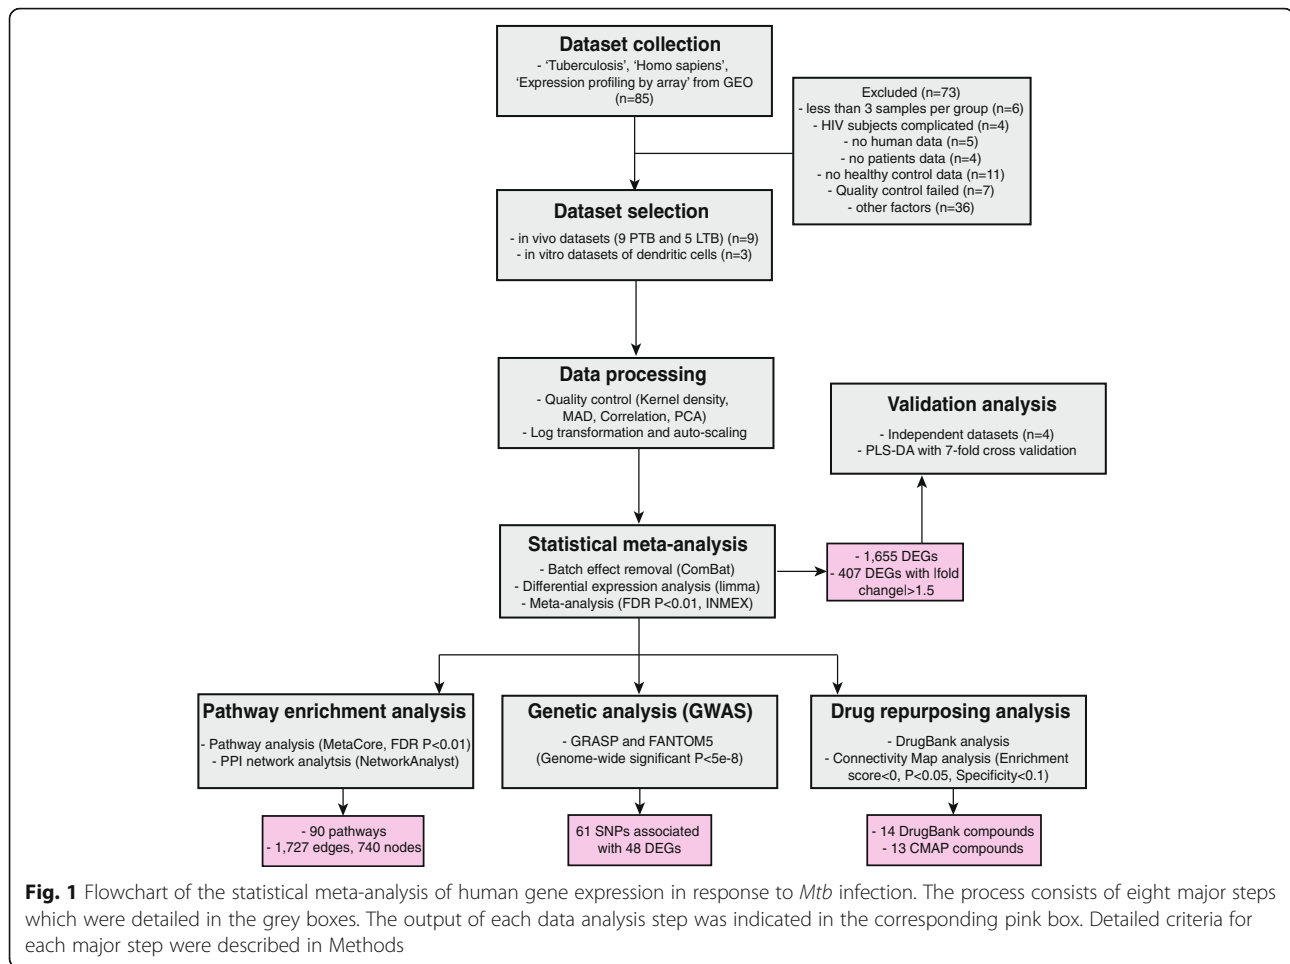 Dataset collection
- 'Tuberculosis', 'Homo sapiens',
'Expression profiling by array' from GEO
(n=85)
Excluded (n=73)
- less than 3 samples per group (n=6)
- HIV subjects complicated (n=4)
- no human data (n=5)
- no patients data (n=4)
- no healthy control data (n=11)
- Quality control failed (n=7)
- other factors (n=36)
Dataset selection
- in vivo datasets (9 PTB and 5 LTB) (n=9)
- in vitro datasets of dendritic cells (n=3)
Data processing
- Quality control (Kernel density,
MAD, Correlation, PCA)
- Log transformation and auto-scaling
Validation analysis
- Independent datasets (n=4)
- PLS-DA with 7-fold cross validation
Statistical meta-analysis
- Batch effect removal (ComBat)
- Differential expression analysis (limma)
- Meta-analysis (FDR P<0.01, INMEX)
- 1,655 DEGs
- 407 DEGs with |fold
change|>1.5
Pathway enrichment analysis
- Pathway analysis (MetaCore, FDR P<0.01)
- PPI network analytsis (NetworkAnalyst)
Genetic analysis (GWAS)
- GRASP and FANTOM5
(Genome-wide significant P<5e-8)
Drug repurposing analysis
- DrugBank analysis
- Connectivity Map analysis (Enrichment
score<0, P<0.05, Specificity<0.1)
- 90 pathways
- 1,727 edges, 740 nodes
61 SNPs associated
with 48 DEGs
- 14 DrugBank compounds
- 13 CMAP compounds
Fig. 1 Flowchart of the statistical meta-analysis of human gene expression in response to Mtb infection. The process consists of eight major steps
which were detailed in the grey boxes. The output of each data analysis step was indicated in the corresponding pink box. Detailed criteria for
each major step were described in Methods